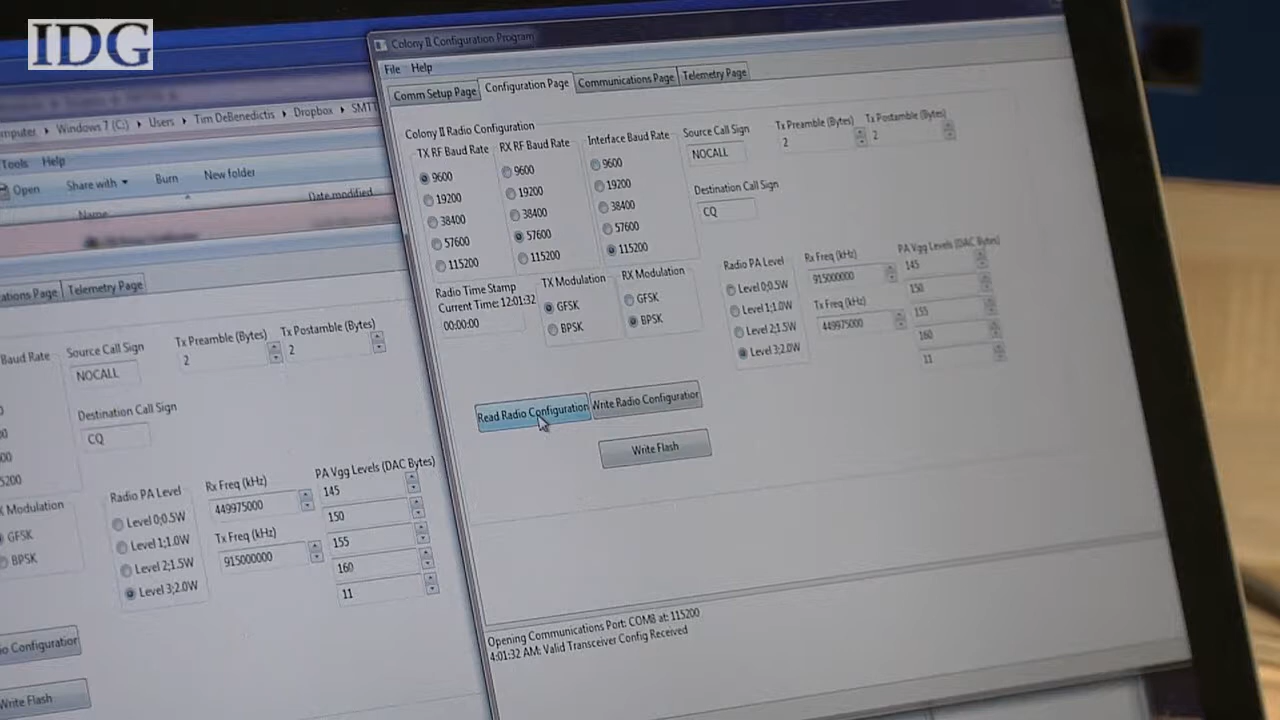 IDG
Colony II Configuration Program
File Help
Comm Setup Page Configuration Page Communications Page Telemetry Page
Colony II Radio Configuration
TX RF Baud Rate
9600
19200
38400
57600
115200
RX RF Baud Rate
9600
19200
38400
57600
115200
Interface Baud Rate
9600
19200
38400
57600
115200
Source Call Sign
NOCALL
Destination Call Sign
CQ
Tx Preamble (Bytes)
2
Tx Postamble (Bytes)
2
Radio Time Stamp
Current Time: 12:01:32
00:00:00
TX Modulation
GFSK
BPSK
RX Modulation
GFSK
BPSK
Radio PA Level
Level 0;0.5W
Level 1;1.0W
Level 2;1.5W
Level 3;2.0W
Rx Freq (kHz)
915000000
Tx Freq (kHz)
449975000
PA Vgg Levels (DAC Bytes)
145
150
155
160
11
Read Radio Configuration
Write Radio Configuration
Write Flash
Opening Communications Port: COM8 at: 115200
4:01:32 AM: Valid Transceiver Config Received
Windows 7 (C:) Users Tim DeBenedictis Dropbox
Tools Help
Open Share with Burn New folder
Name Date modified
Page Telemetry Page
Baud Rate
Source Call Sign
NOCALL
Destination Call Sign
CQ
Tx Preamble (Bytes)
2
Tx Postamble (Bytes)
2
Modulation
GFSK
BPSK
Radio PA Level
Level 0;0.5W
Level 1;1.0W
Level 2;1.5W
Level 3;2.0W
Rx Freq (kHz)
449975000
Tx Freq (kHz)
915000000
PA Vgg Levels (DAC Bytes)
145
150
155
160
11
Configuration
Write Flash